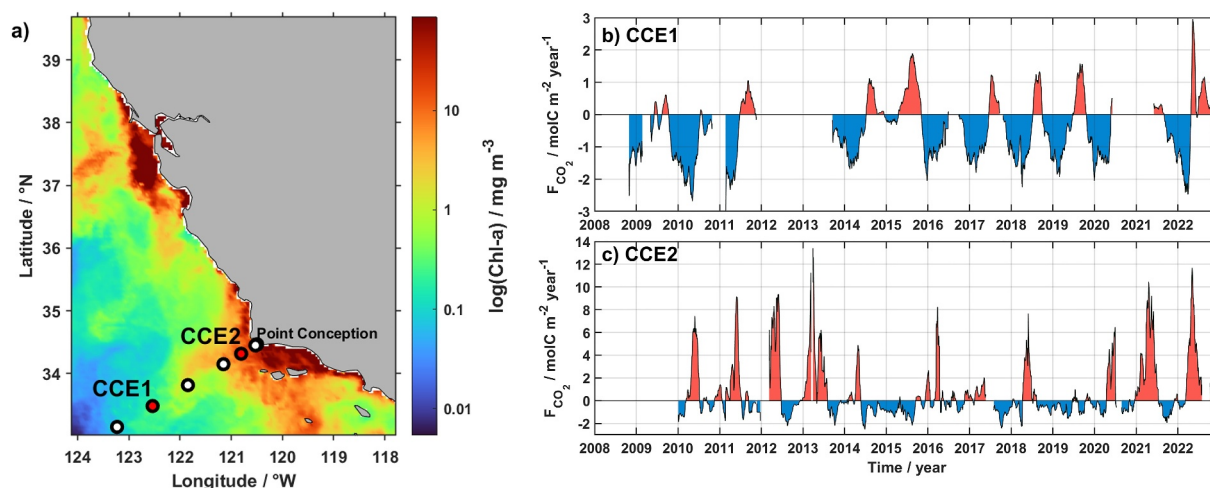 a)
39
38
37
36
35
34
Latitude / °N
124 123 122 121 120 119 118
Longitude / °W
CCE1
CCE2
Point Conception
10
1
0.1
0.01
log(Chl-a) / mg m⁻³
b) CCE1
3
2
1
0
-1
-2
-3
F_CO₂ / molC m⁻² year⁻¹
2008 2009 2010 2011 2012 2013 2014 2015 2016 2017 2018 2019 2020 2021 2022
c) CCE2
14
12
10
8
6
4
2
0
-2
F_CO₂ / molC m⁻² year⁻¹
2008 2009 2010 2011 2012 2013 2014 2015 2016 2017 2018 2019 2020 2021 2022
Time / year